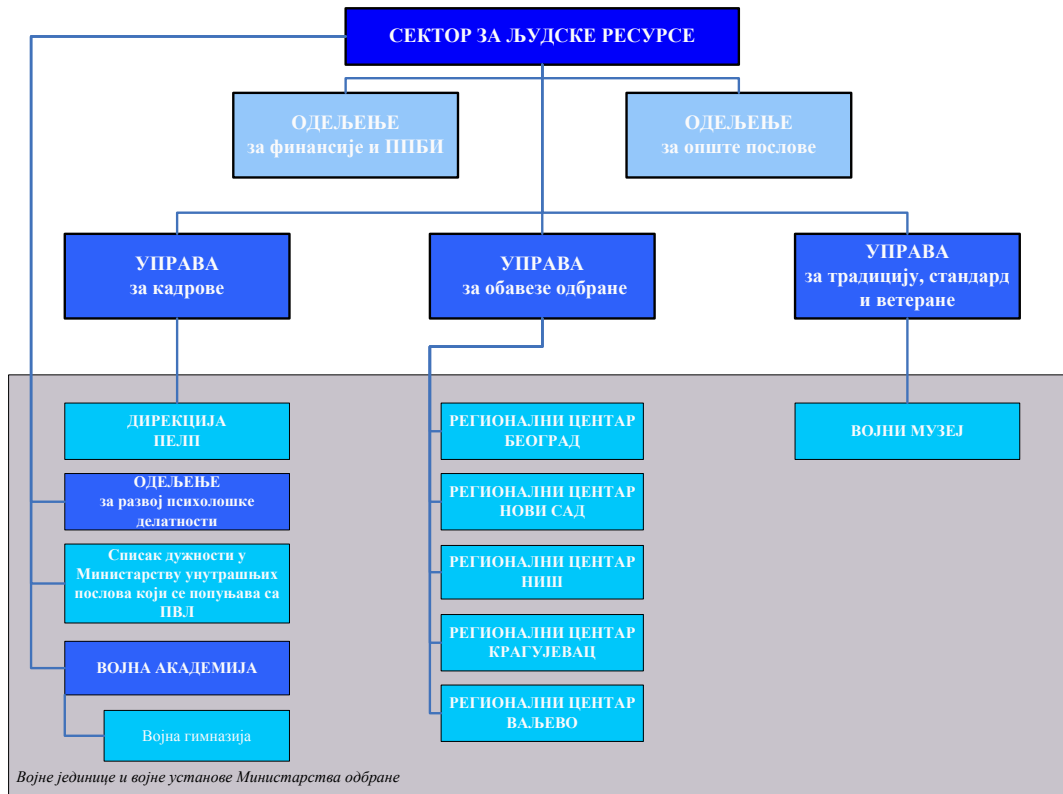 СЕКТОР ЗА ЉУДСКЕ РЕСУРСЕ
ОДЕЉЕЊЕ
за финансије и ППБИ
ОДЕЉЕЊЕ
за опште послове
УПРАВА
за кадрове
УПРАВА
за обавезе одбране
УПРАВА
за традицију, стандард
и ветеране
ДИРЕКЦИЈА
ПЕЛП
ОДЕЉЕЊЕ
за развој психолошке
делатности
Списак дужности у
Министарству унутрашњих
послова који се попуњава са
ПВЛ
ВОЈНА АКАДЕМИЈА
Војна гимназија
РЕГИОНАЛНИ ЦЕНТАР
БЕОГРАД
РЕГИОНАЛНИ ЦЕНТАР
НОВИ САД
РЕГИОНАЛНИ ЦЕНТАР
НИШ
РЕГИОНАЛНИ ЦЕНТАР
КРАГУЈЕВАЦ
РЕГИОНАЛНИ ЦЕНТАР
ВАЉЕВО
ВОЈНИ МУЗЕЈ
Војне јединице и војне установе Министарства одбране